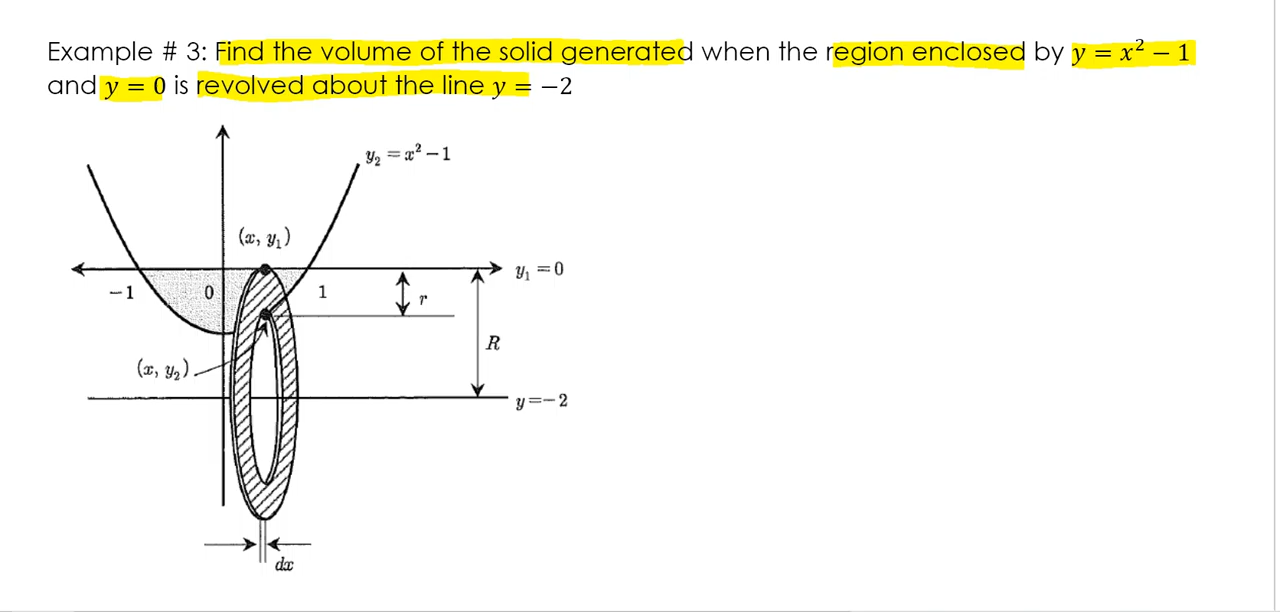 Example # 3: Find the volume of the solid generated when the region enclosed by y = x² − 1
and y = 0 is revolved about the line y = −2
y₂ = x² − 1
(x, y₁)
y₁ = 0
−1
0
1
r
R
(x, y₂)
y = −2
dx